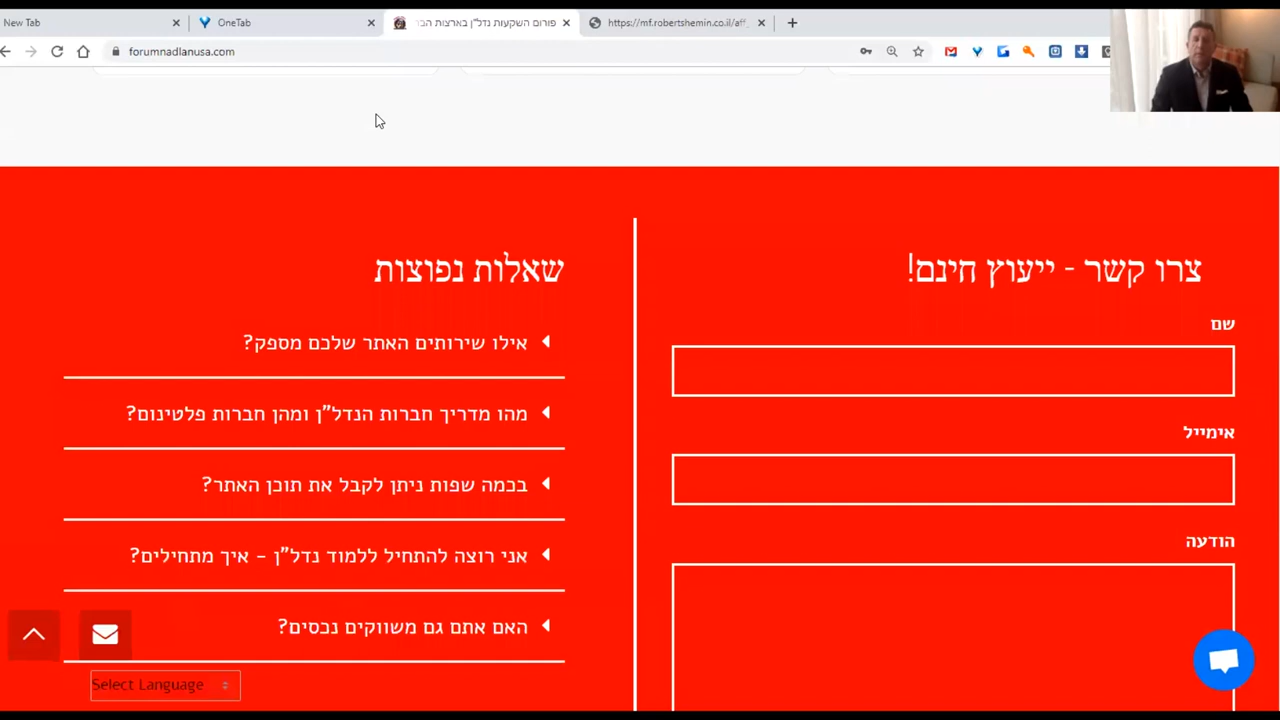 New Tab
OneTab
פורום השקעות נדל"ן בארצות הבו
https://mf.robertshemin.co.il/aff
forumnadlanusa.com
צרו קשר - ייעוץ חינם!
שם
אימייל
הודעה
שאלות נפוצות
אילו שירותים האתר שלכם מספק?
מהו מדריך חברות הנדל"ן ומהן חברות פלטינום?
בכמה שפות ניתן לקבל את תוכן האתר?
אני רוצה להתחיל ללמוד נדל"ן - איך מתחילים?
האם אתם גם משווקים נכסים?
Select Language